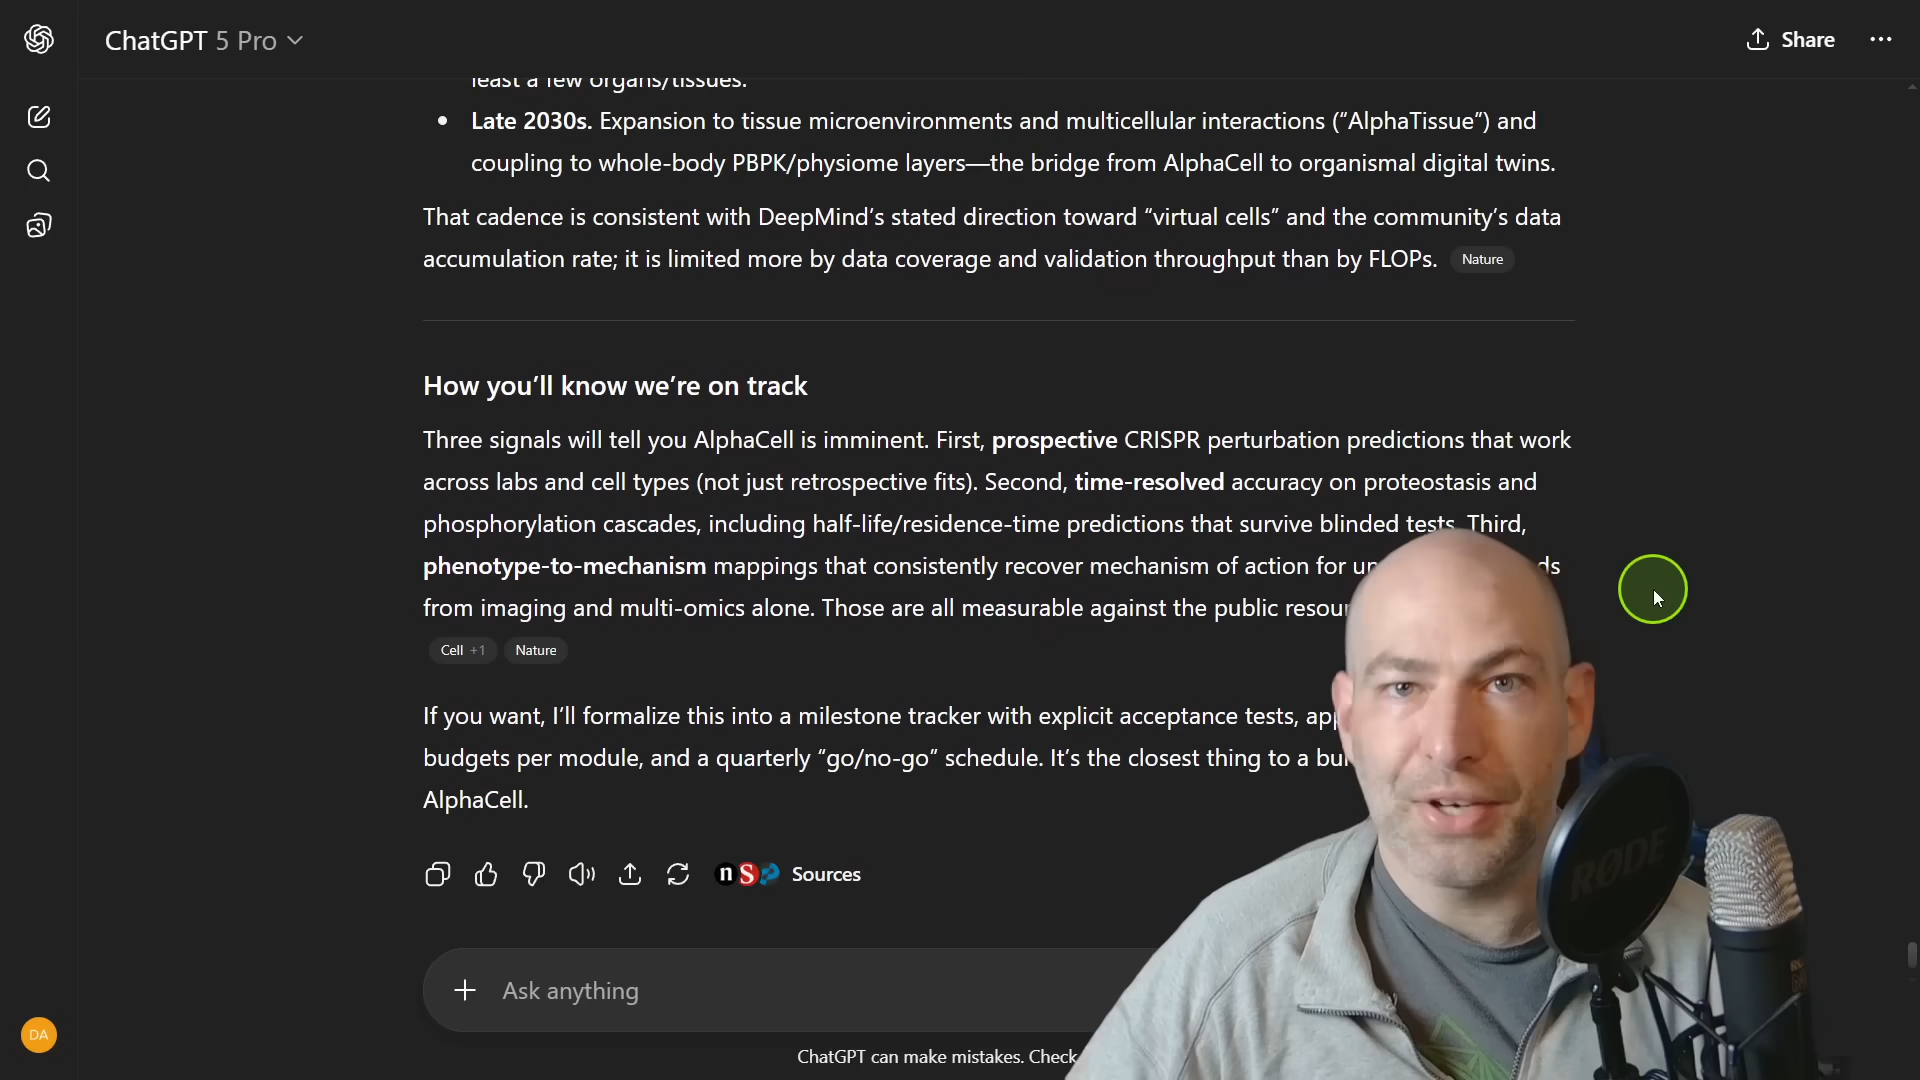 ChatGPT 5 Pro
Share
least a few organs/tissues.
Late 2030s. Expansion to tissue microenvironments and multicellular interactions (“AlphaTissue”) and
coupling to whole-body PBPK/physiome layers—the bridge from AlphaCell to organismal digital twins.
That cadence is consistent with DeepMind’s stated direction toward “virtual cells” and the community’s data
accumulation rate; it is limited more by data coverage and validation throughput than by FLOPs. Nature
How you’ll know we’re on track
Three signals will tell you AlphaCell is imminent. First, prospective CRISPR perturbation predictions that work
across labs and cell types (not just retrospective fits). Second, time-resolved accuracy on proteostasis and
phosphorylation cascades, including half-life/residence-time predictions that survive blinded tests. Third,
phenotype-to-mechanism mappings that consistently recover mechanism of action for
from imaging and multi-omics alone. Those are all measurable against the public
Cell +1 Nature
If you want, I’ll formalize this into a milestone tracker with explicit acceptance tests,
budgets per module, and a quarterly “go/no-go” schedule. It’s the closest thing to a
AlphaCell.
nS Sources
Ask anything
DA
ChatGPT can make mistakes. Check
RØDE